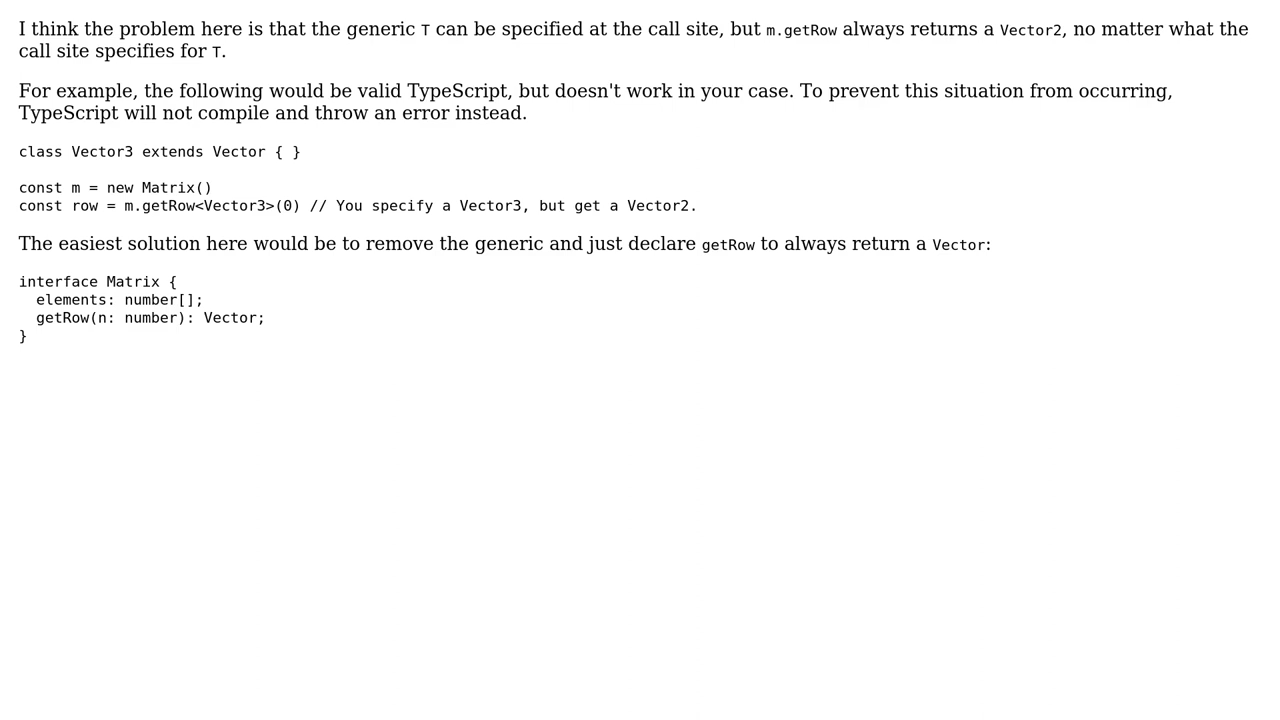 I think the problem here is that the generic T can be specified at the call site, but m.getRow always returns a Vector2, no matter what the
call site specifies for T.
For example, the following would be valid TypeScript, but doesn't work in your case. To prevent this situation from occurring,
TypeScript will not compile and throw an error instead.
class Vector3 extends Vector { }
const m = new Matrix()
const row = m.getRow<Vector3>(0) // You specify a Vector3, but get a Vector2.
The easiest solution here would be to remove the generic and just declare getRow to always return a Vector:
interface Matrix {
  elements: number[];
  getRow(n: number): Vector;
}